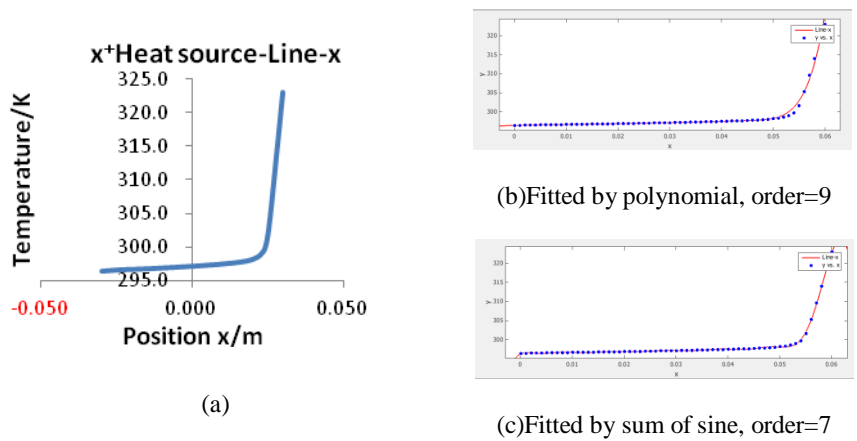 x⁺Heat source-Line-x
Temperature/K
325.0
320.0
315.0
310.0
305.0
300.0
295.0
-0.050
0.000
0.050
Position x/m
(a)
Line-x
y vs. x
y
320
315
310
305
300
0
0.01
0.02
0.03
0.04
0.05
0.06
x
(b)Fitted by polynomial, order=9
Line-x
y vs. x
y
320
315
310
305
300
0
0.01
0.02
0.03
0.04
0.05
0.06
x
(c)Fitted by sum of sine, order=7